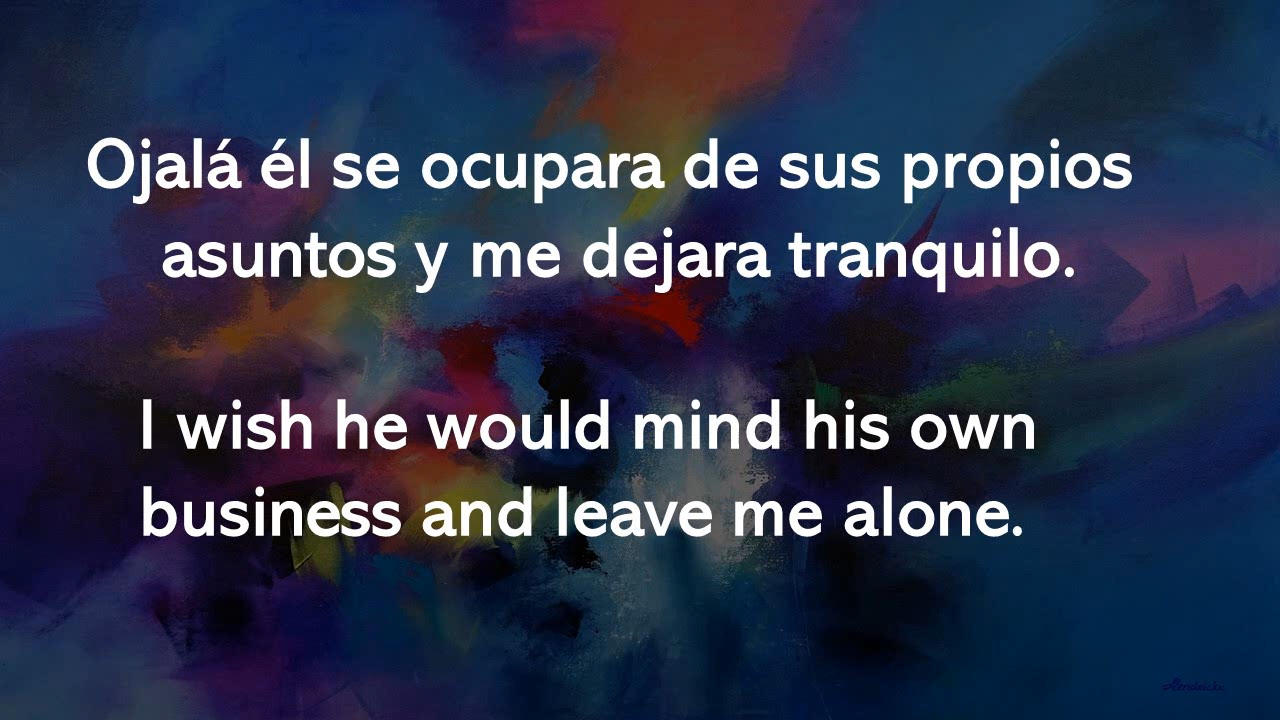 Ojalá él se ocupara de sus propios
asuntos y me dejara tranquilo.
I wish he would mind his own
business and leave me alone.